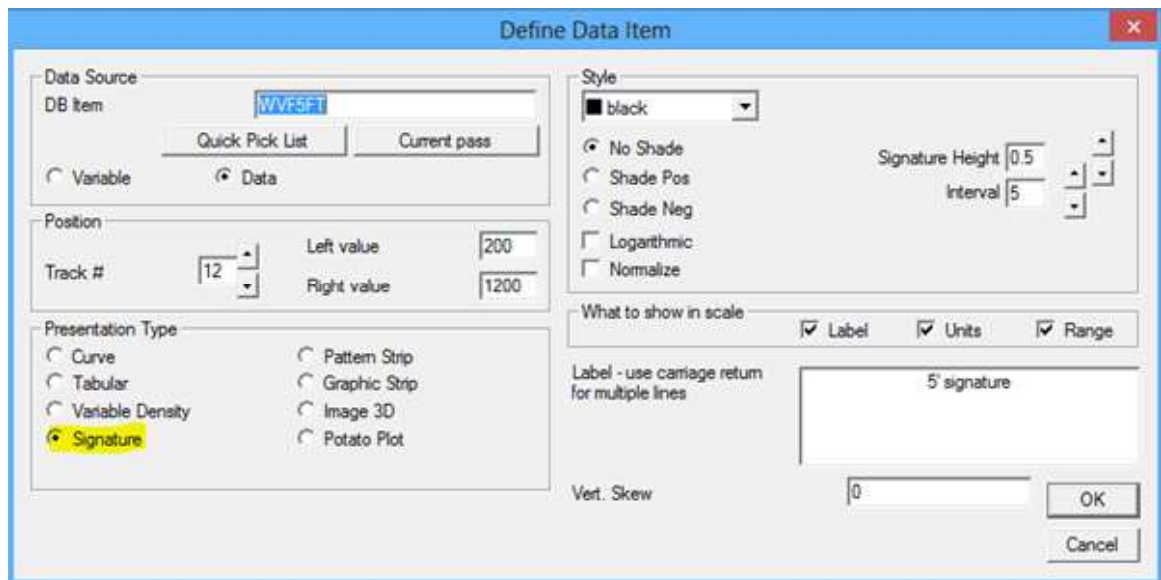 Define Data Item
Data Source
DB Item WVF5FT
Quick Pick List Current pass
Variable Data
Position
Track # 12
Left value 200
Right value 1200
Presentation Type
Curve Pattern Strip
Tabular Graphic Strip
Variable Density Image 3D
Signature Potato Plot
Style
black
No Shade
Shade Pos
Shade Neg
Logarithmic
Normalize
Signature Height 0.5
Interval 5
What to show in scale
Label Units Range
Label - use carriage return
for multiple lines
5' signature
Vert. Skew 0
OK
Cancel